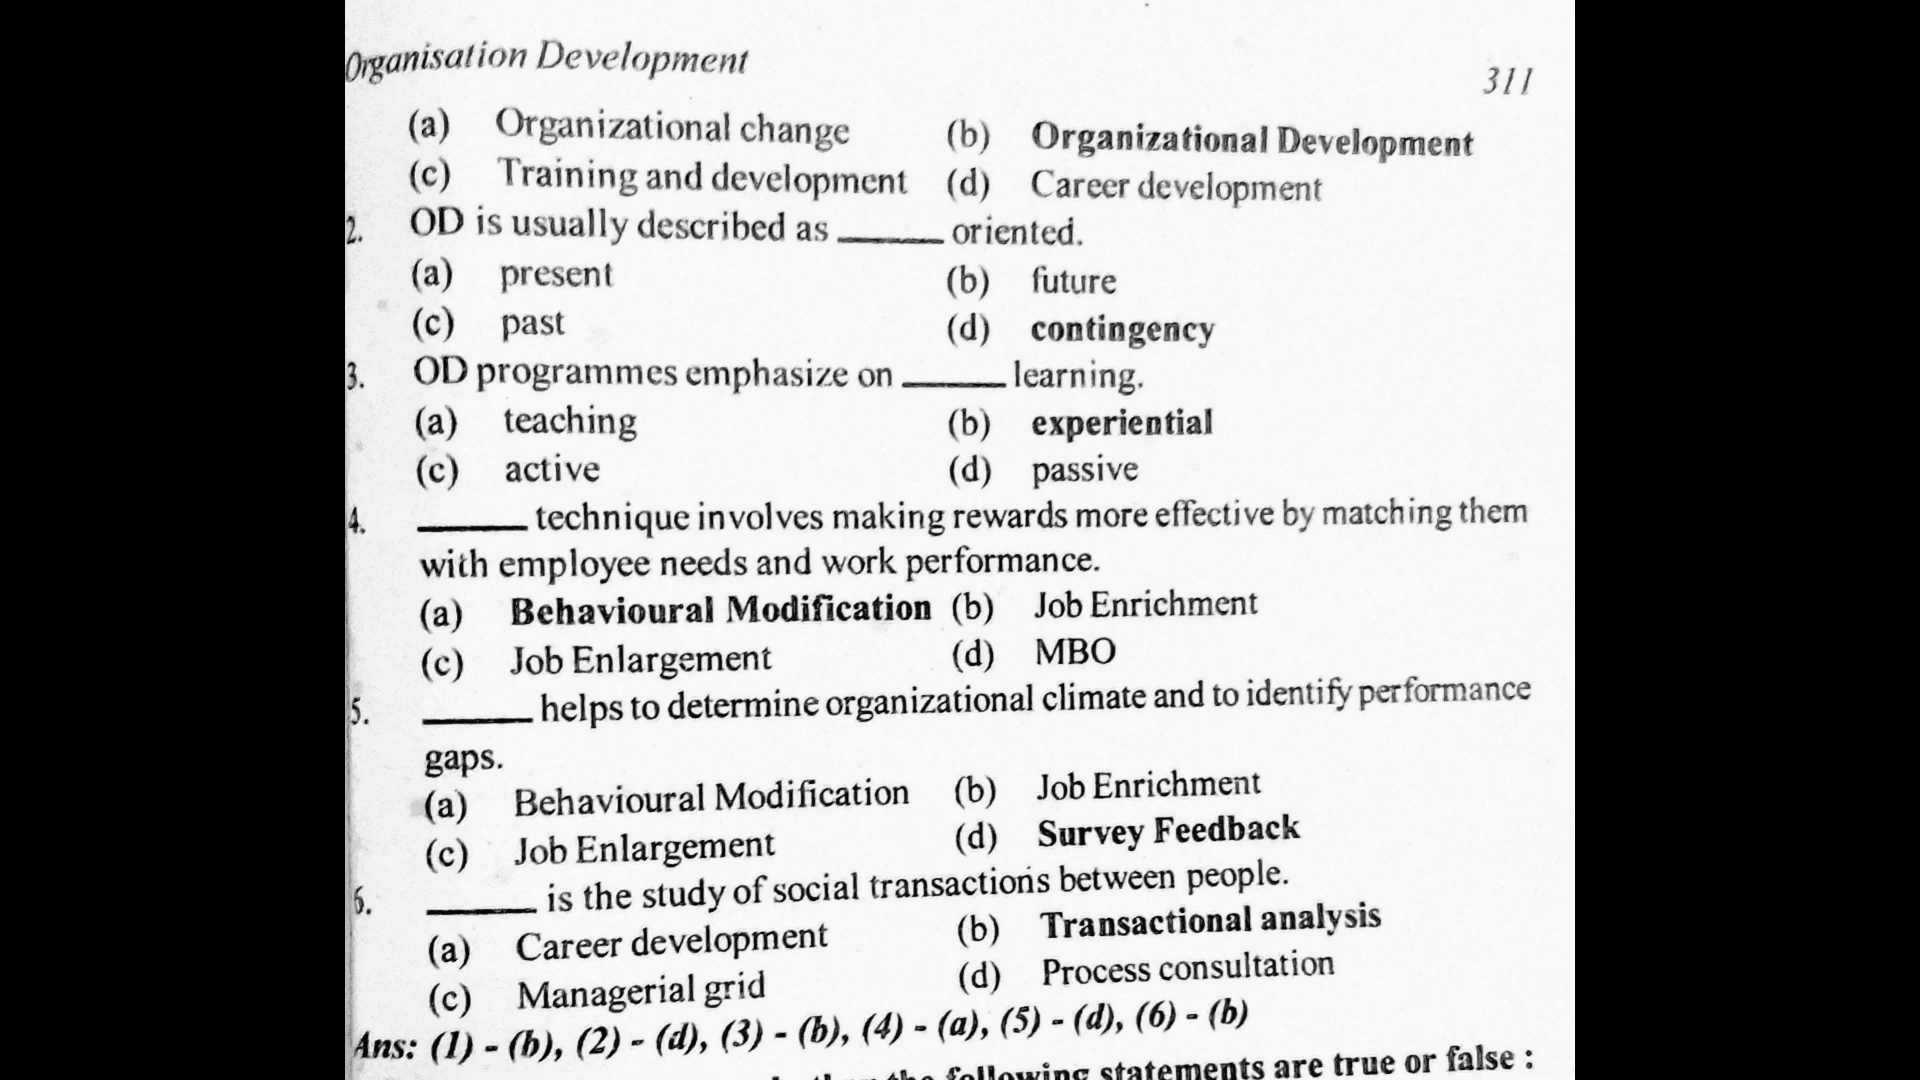 Organisation Development 311
(a) Organizational change (b) Organizational Development
(c) Training and development (d) Career development
2. OD is usually described as ______ oriented.
(a) present (b) future
(c) past (d) contingency
3. OD programmes emphasize on ______ learning.
(a) teaching (b) experiential
(c) active (d) passive
4. ______ technique involves making rewards more effective by matching them
with employee needs and work performance.
(a) Behavioural Modification (b) Job Enrichment
(c) Job Enlargement (d) MBO
5. ______ helps to determine organizational climate and to identify performance
gaps.
(a) Behavioural Modification (b) Job Enrichment
(c) Job Enlargement (d) Survey Feedback
6. ______ is the study of social transactions between people.
(a) Career development (b) Transactional analysis
(c) Managerial grid (d) Process consultation
Ans: (1) - (b), (2) - (d), (3) - (b), (4) - (a), (5) - (d), (6) - (b)
the following statements are true or false :